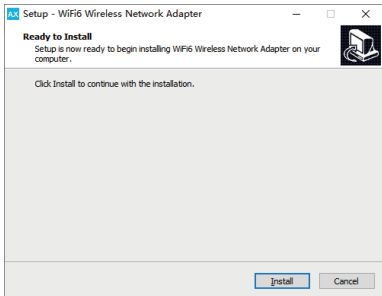 AX Setup - WiFi6 Wireless Network Adapter
Ready to Install
Setup is now ready to begin installing WiFi6 Wireless Network Adapter on your
computer.
Click Install to continue with the installation.
Install Cancel